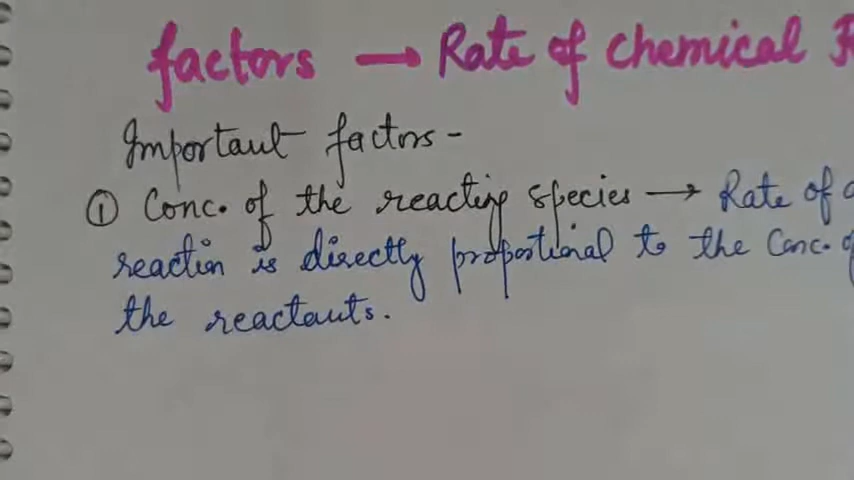 factors → Rate of chemical
Important factors -
① Conc. of the reacting species → Rate of a
reaction is directly proportional to the Conc. of
the reactants.